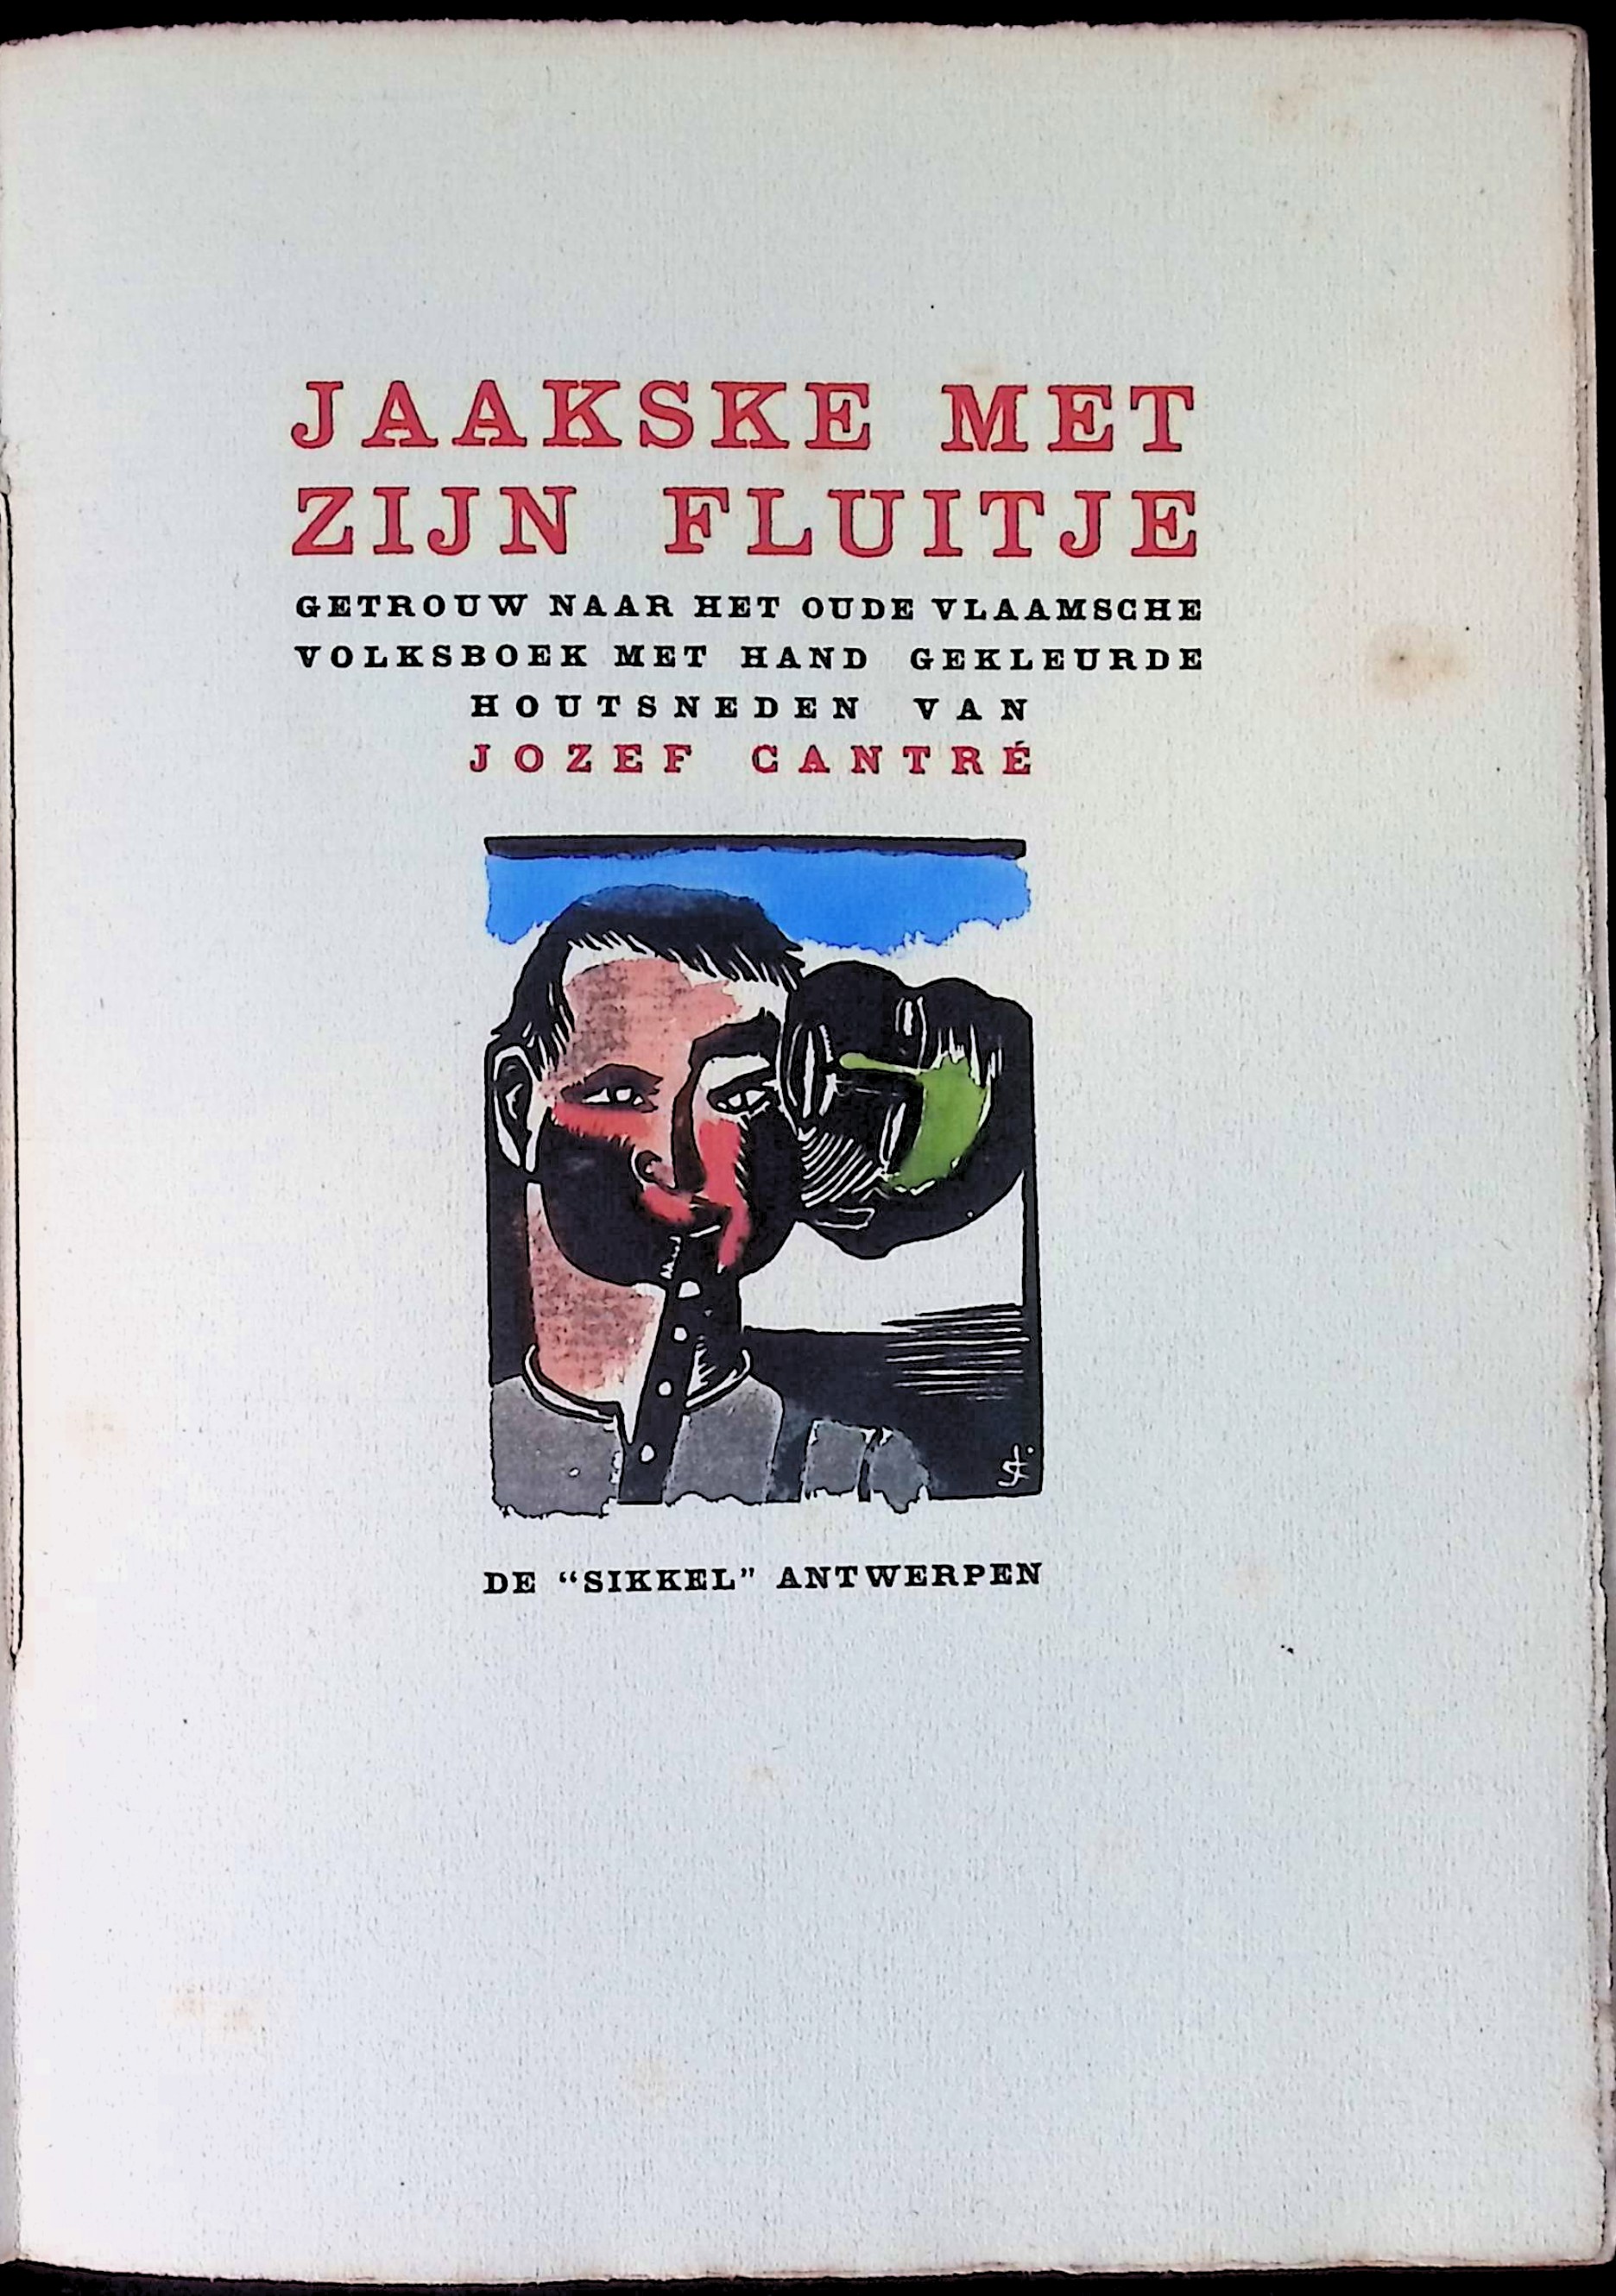 JAAKSKE MET
ZIJN FLUITJE
GETROUW NAAR HET OUDE VLAAMSCHE
VOLKSBOEK MET HAND GEKLEURDE
HOUTSNEDEN VAN
JOZEF CANTRÉ
DE “SIKKEL” ANTWERPEN